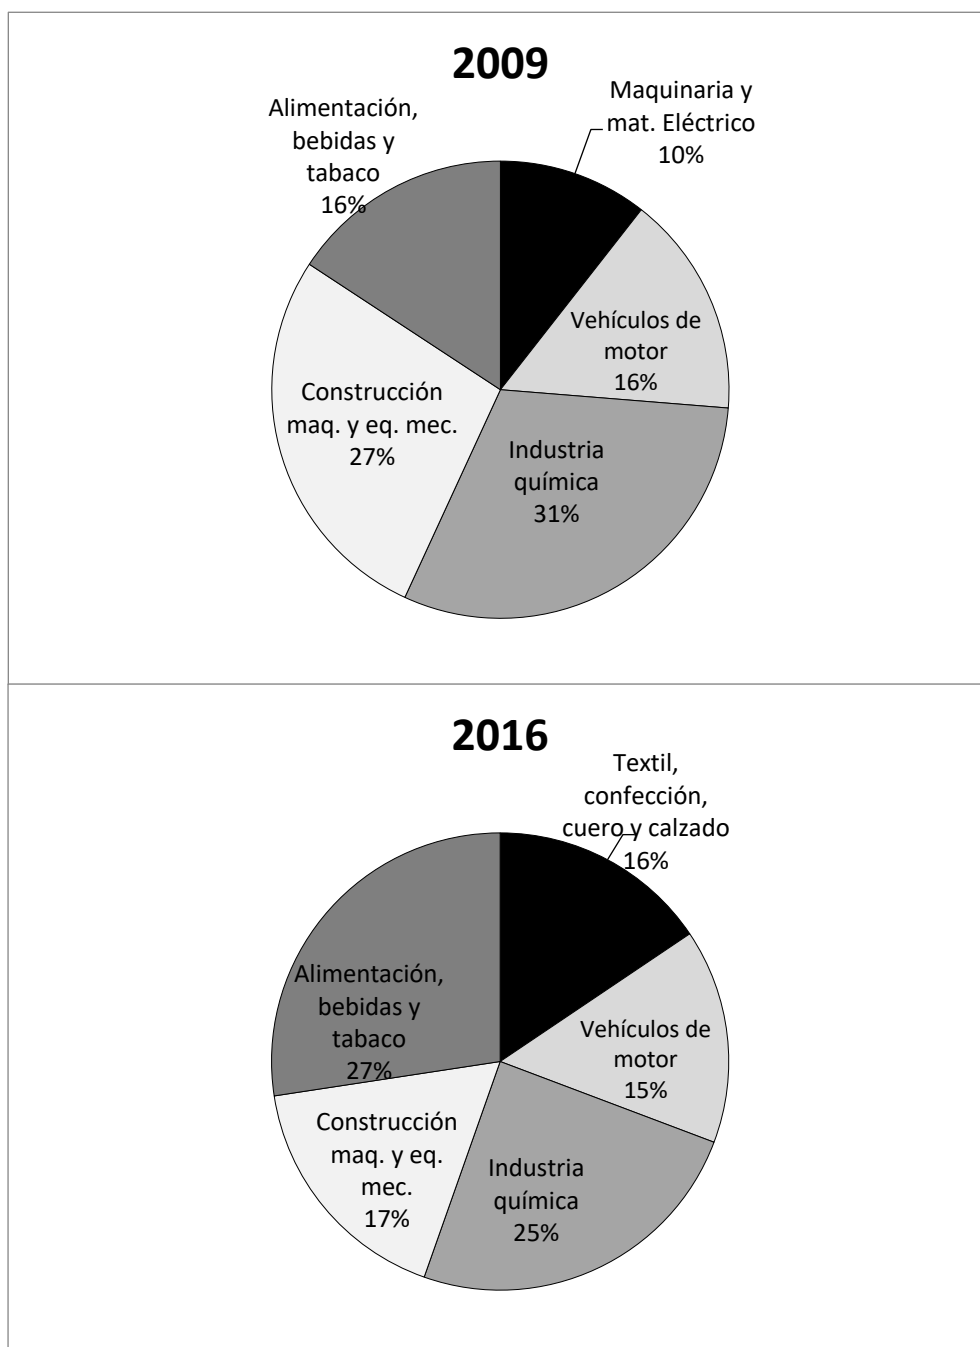 2009
Maquinaria y
mat. Eléctrico
10%
Alimentación,
bebidas y
tabaco
16%
Vehículos de
motor
16%
Construcción
maq. y eq. mec.
27%
Industria
química
31%
2016
Textil,
confección,
cuero y calzado
16%
Alimentación,
bebidas y
tabaco
27%
Vehículos de
motor
15%
Construcción
maq. y eq.
mec.
17%
Industria
química
25%